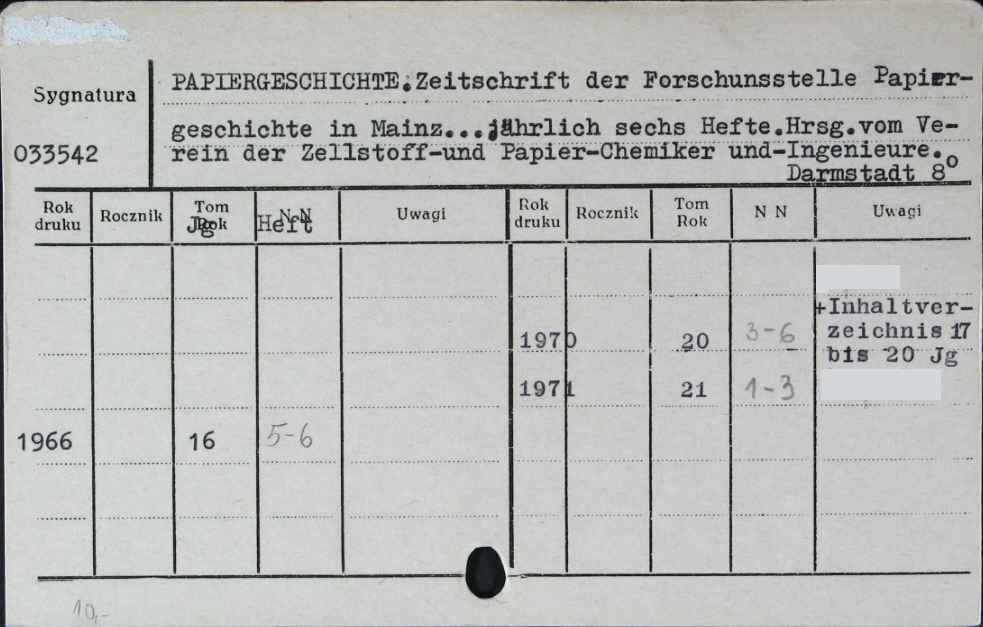 Sygnatura
033542
PAPIERGESCHICHTE.Zeitschrift der Forschunsstelle Papier-
geschichte in Mainz...jährlich sechs Hefte.Hrsg.vom Ve-
rein der Zellstoff-und Papier-Chemiker und-Ingenieure.
Darmstadt 8o
Rok druku Rocznik Tom Rok Jg N N Heft Uwagi Rok druku Rocznik Tom Rok N N Uwagi
+Inhaltver-
1970 20 3-6 zeichnis 17
bis 20 Jg
1971 21 1-3
1966 16 5-6
10,-